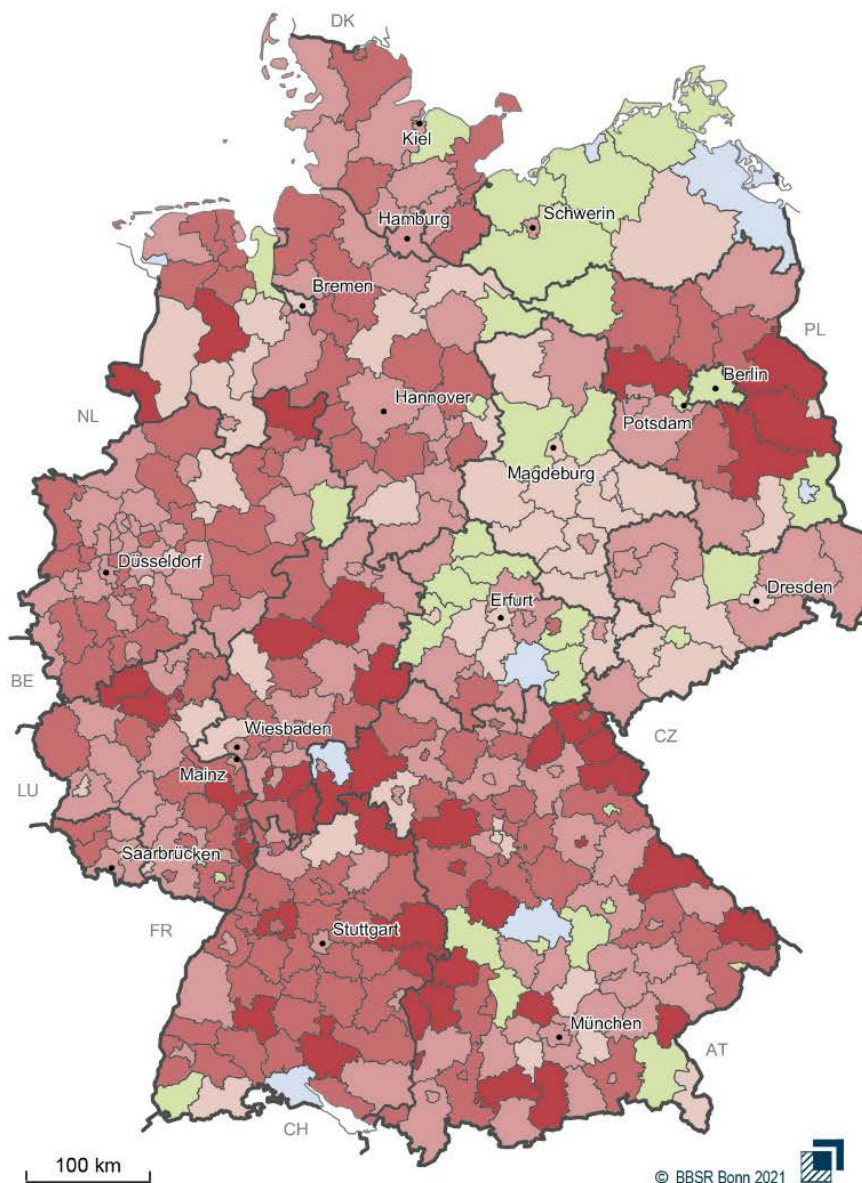 DK
Kiel
Schwerin
Hamburg
Bremen
PL
Berlin
NL
Hannover
Potsdam
Magdeburg
Düsseldorf
Dresden
Erfurt
BE
CZ
Wiesbaden
LU
Mainz
Saarbrücken
FR
Stuttgart
München
AT
CH
100 km
© BBSR Bonn 2021